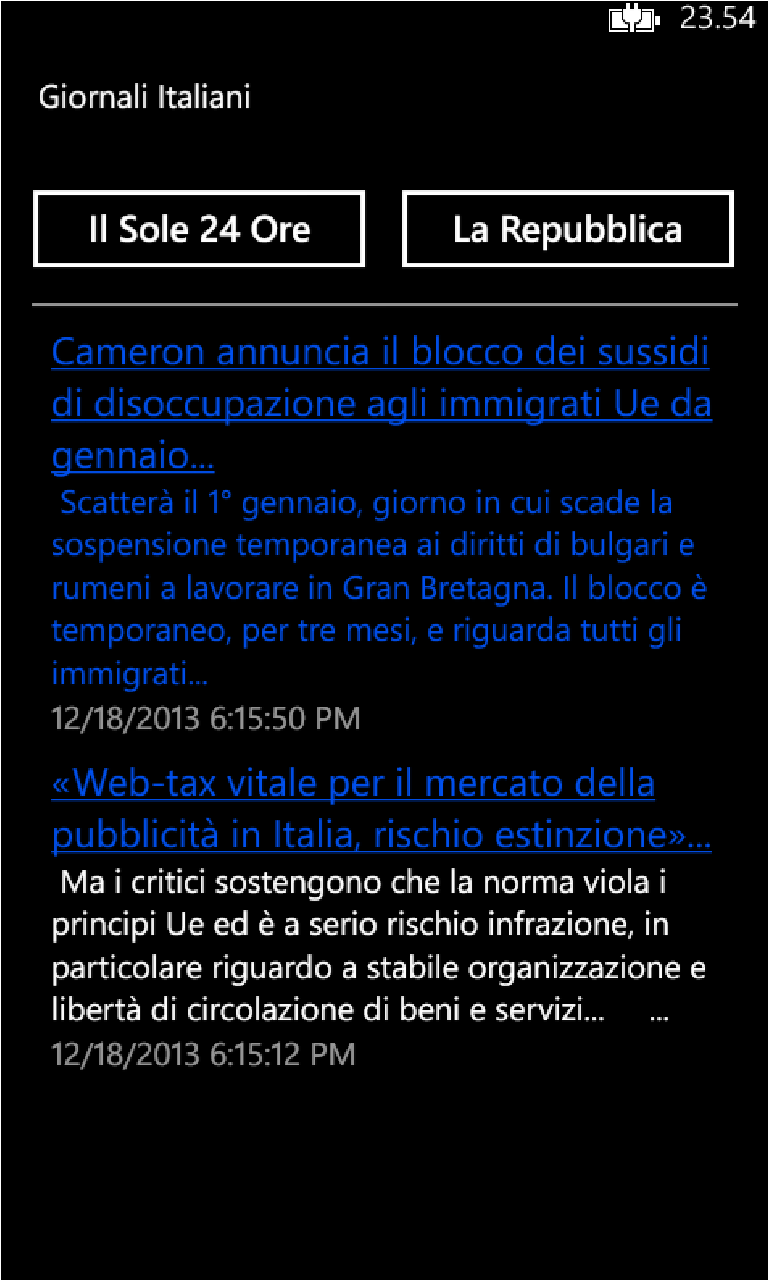 23.54
Giornali Italiani
Il Sole 24 Ore
La Repubblica
Cameron annuncia il blocco dei sussidi
di disoccupazione agli immigrati Ue da
gennaio...
Scatterà il 1° gennaio, giorno in cui scade la
sospensione temporanea ai diritti di bulgari e
rumeni a lavorare in Gran Bretagna. Il blocco è
temporaneo, per tre mesi, e riguarda tutti gli
immigrati...
12/18/2013 6:15:50 PM
«Web-tax vitale per il mercato della
pubblicità in Italia, rischio estinzione»...
Ma i critici sostengono che la norma viola i
principi Ue ed è a serio rischio infrazione, in
particolare riguardo a stabile organizzazione e
libertà di circolazione di beni e servizi... ...
12/18/2013 6:15:12 PM